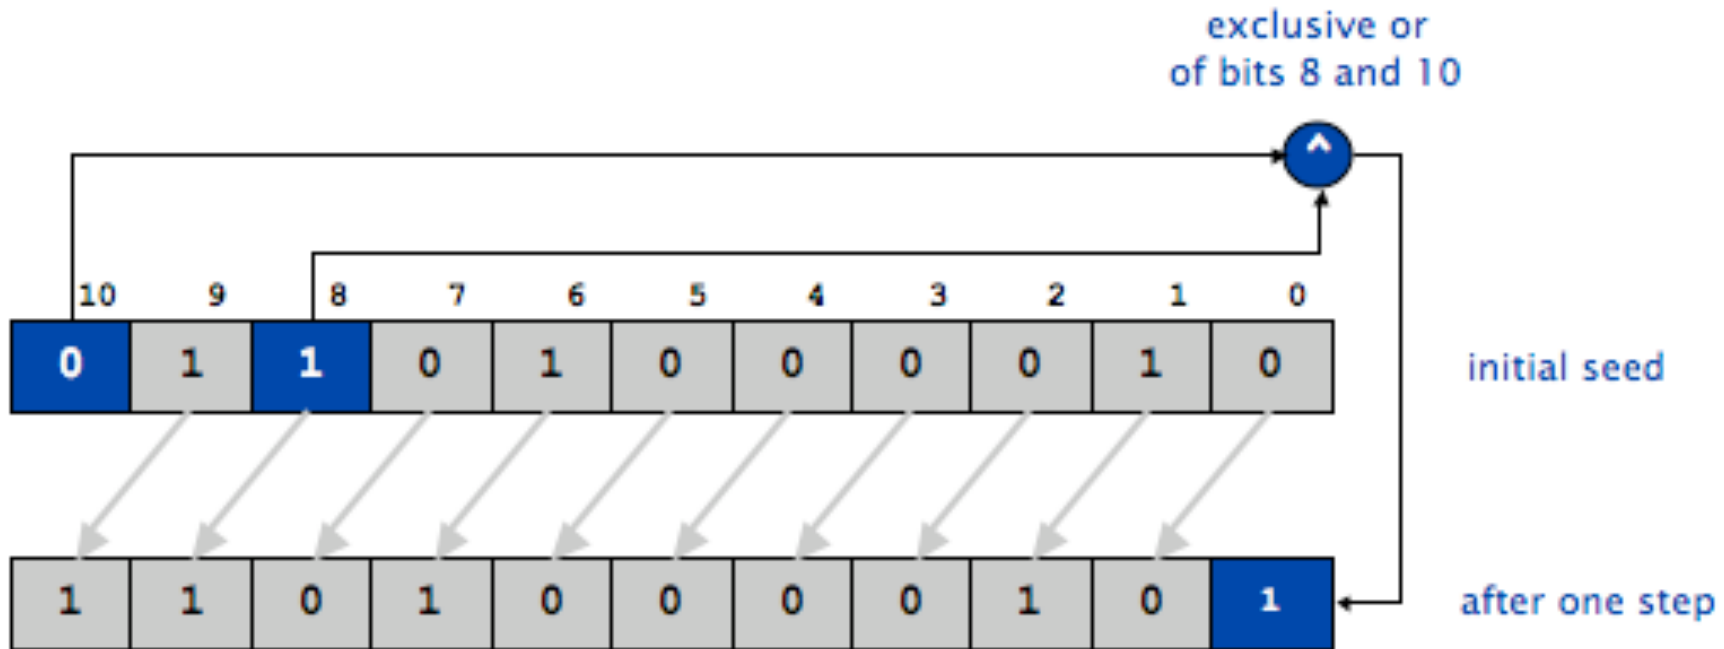 exclusive or
of bits 8 and 10
^
10 9 8 7 6 5 4 3 2 1 0
0 1 1 0 1 0 0 0 0 1 0
initial seed
1 1 0 1 0 0 0 0 1 0 1
after one step